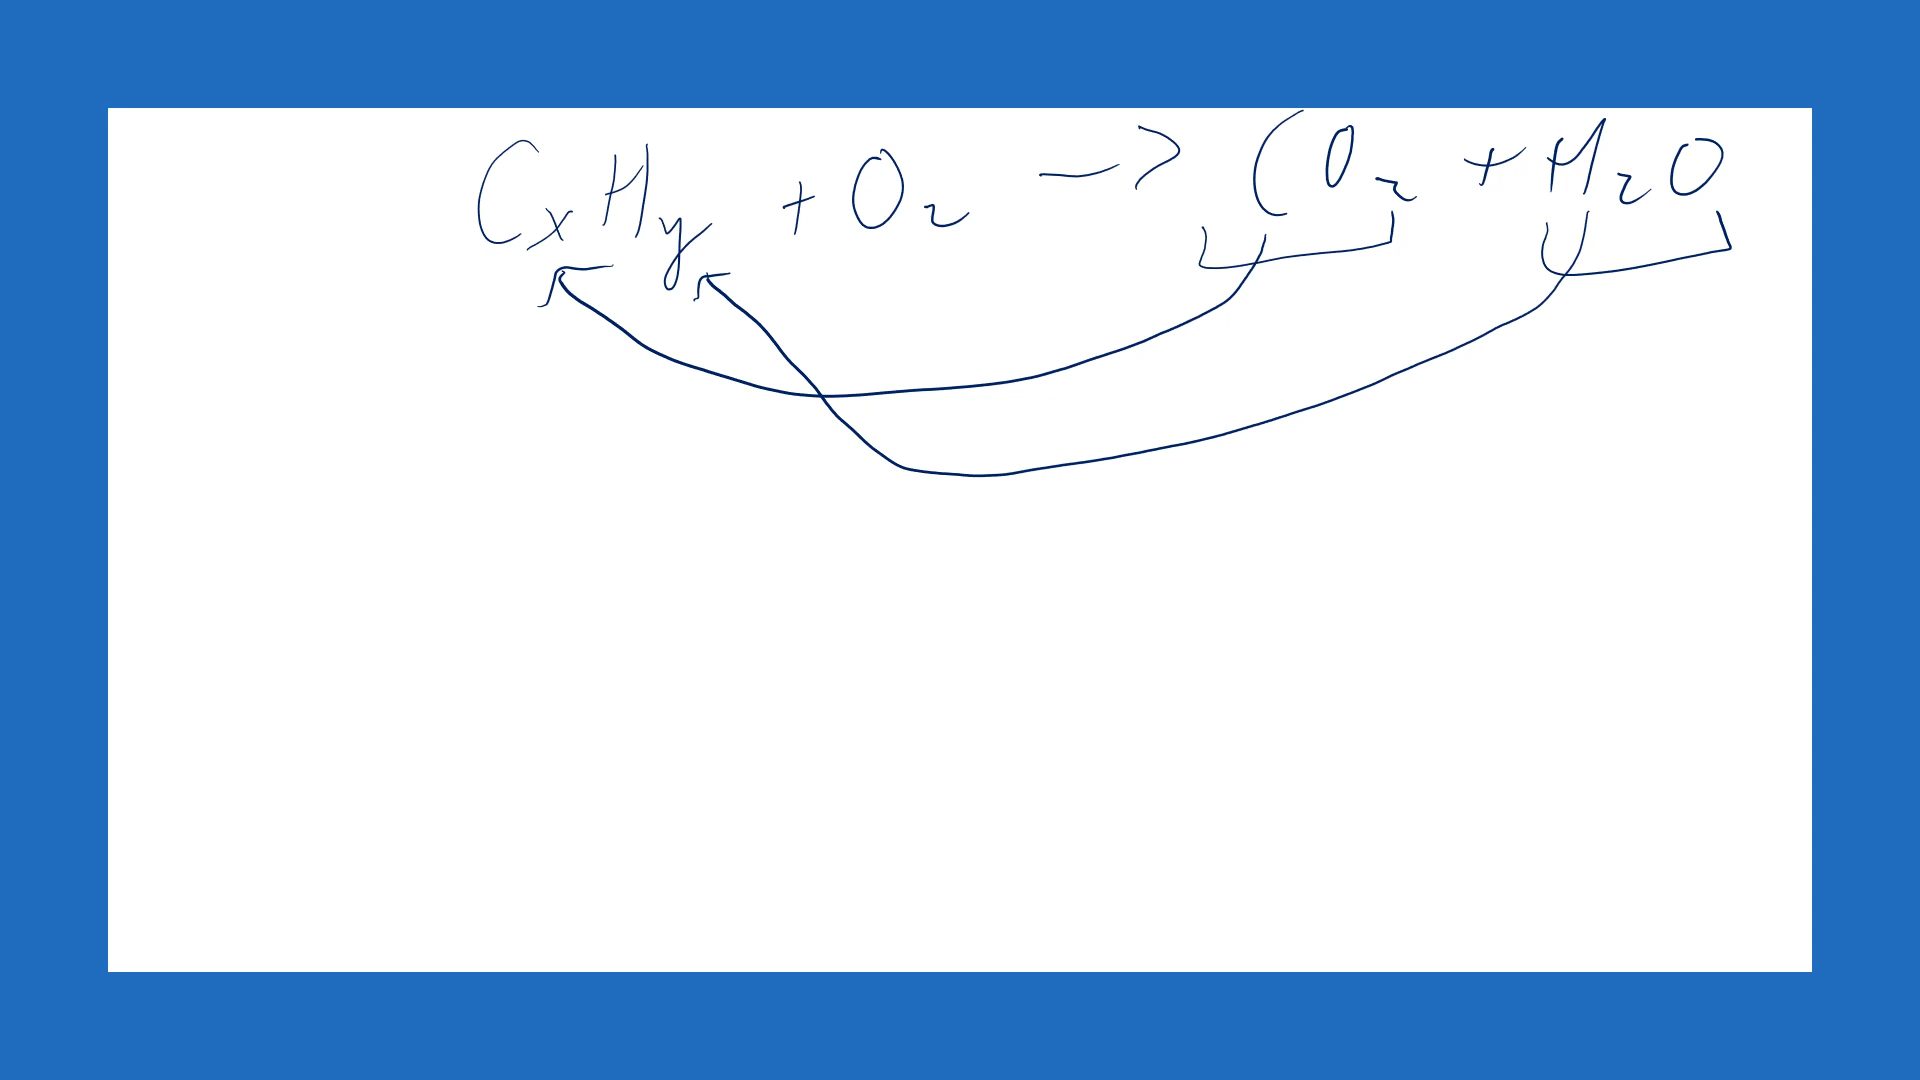 CxHy + O2 -> CO2 + H2O